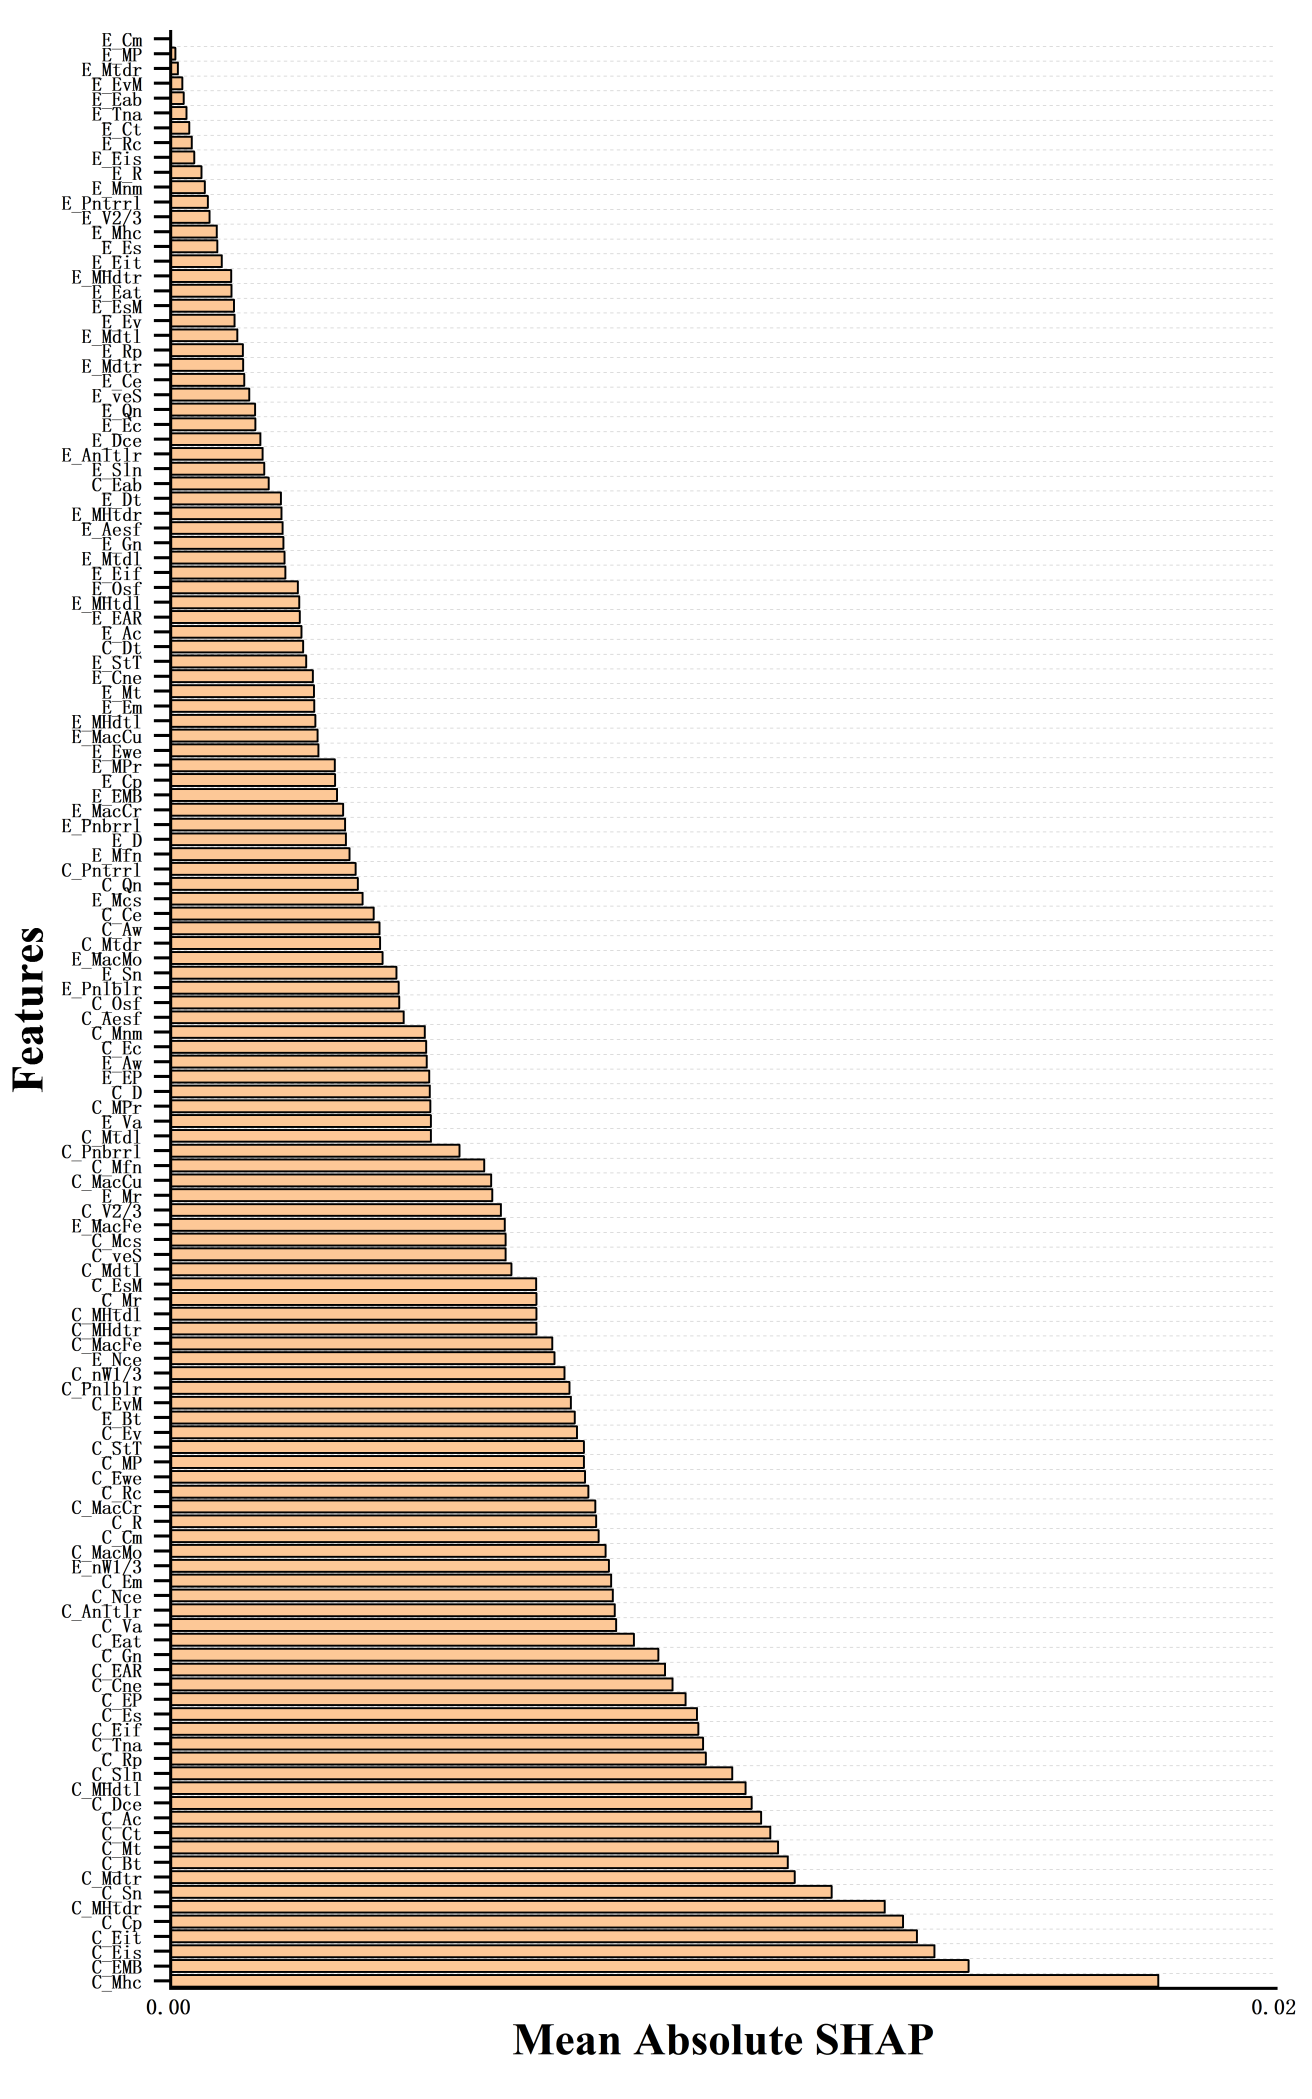 E_Cm
E_MP
E_Mtdr
E_EvM
E_Eab
E_Tna
E_Ct
E_Rc
E_Eis
E_R
E_Mnm
E_Pntrrl
E_V2/3
E_Mhc
E_Es
E_Eit
E_MHdtr
E_Eat
E_EsM
E_Ev
E_Mdtl
E_Rp
E_Mdtr
E_Ce
E_veS
E_Qn
E_Ec
E_Dce
E_Anltlr
E_Sln
C_Eab
E_Dt
E_MHtdr
E_Aesf
E_Gn
E_Mtdl
E_Eif
E_Osf
E_MHtdl
E_EAR
E_Ac
C_Dt
E_StT
E_Cne
E_Mt
E_Em
E_MHdtl
E_MacCu
E_Ewe
E_MPr
E_Cp
E_EMB
E_MacCr
E_Pnbrrl
E_D
E_Mfn
C_Pntrrl
C_Qn
E_Mcs
C_Ce
C_Aw
C_Mtdr
E_MacMo
E_Sn
E_Pnlblr
C_Osf
C_Aesf
C_Mnm
C_Ec
E_Aw
E_EP
C_D
C_MPr
E_Va
C_Mtdl
C_Pnbrrl
C_Mfn
C_MacCu
E_Mr
C_V2/3
E_MacFe
C_Mcs
C_veS
C_Mdtl
C_EsM
C_Mr
C_MHtdl
C_MHdtr
C_MacFe
E_Nce
C_nW1/3
C_Pnlblr
C_EvM
E_Bt
C_Ev
C_StT
C_MP
C_Ewe
C_Rc
C_MacCr
C_R
C_Cm
C_MacMo
E_nW1/3
C_Em
C_Nce
C_Anltlr
C_Va
C_Eat
C_Gn
C_EAR
C_Cne
C_EP
C_Es
C_Eif
C_Tna
C_Rp
C_Sln
C_MHdtl
C_Dce
C_Ac
C_Ct
C_Mt
C_Bt
C_Mdtr
C_Sn
C_MHtdr
C_Cp
C_Eit
C_Eis
C_EMB
C_Mhc
Features
0.00
0.02
Mean Absolute SHAP